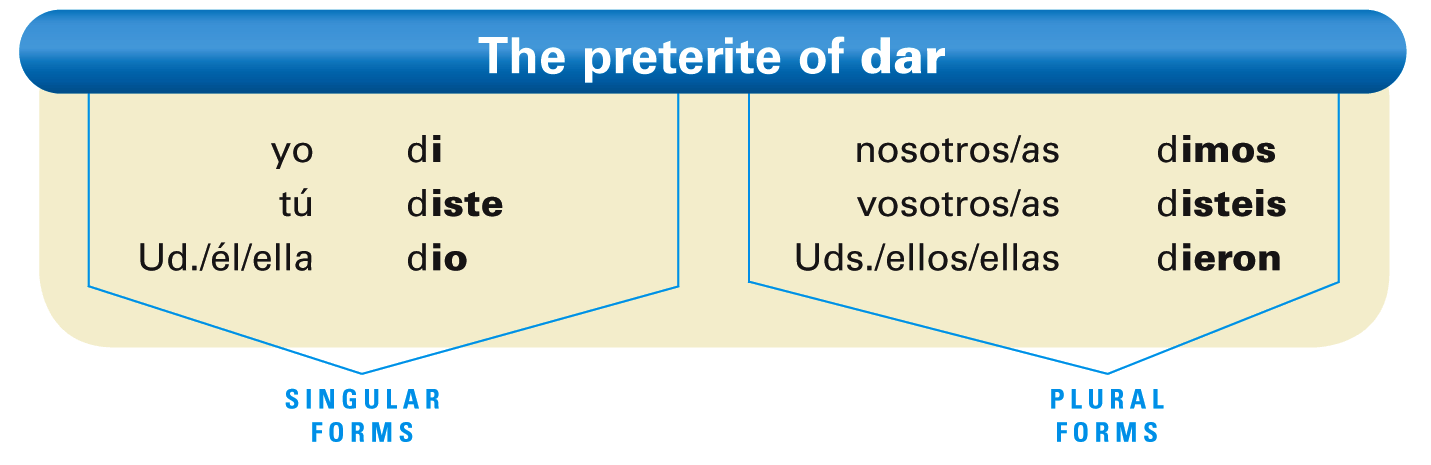 The preterite of dar
yo di
tú diste
Ud./él/ella dio
SINGULAR
FORMS
nosotros/as dimos
vosotros/as disteis
Uds./ellos/ellas dieron
PLURAL
FORMS